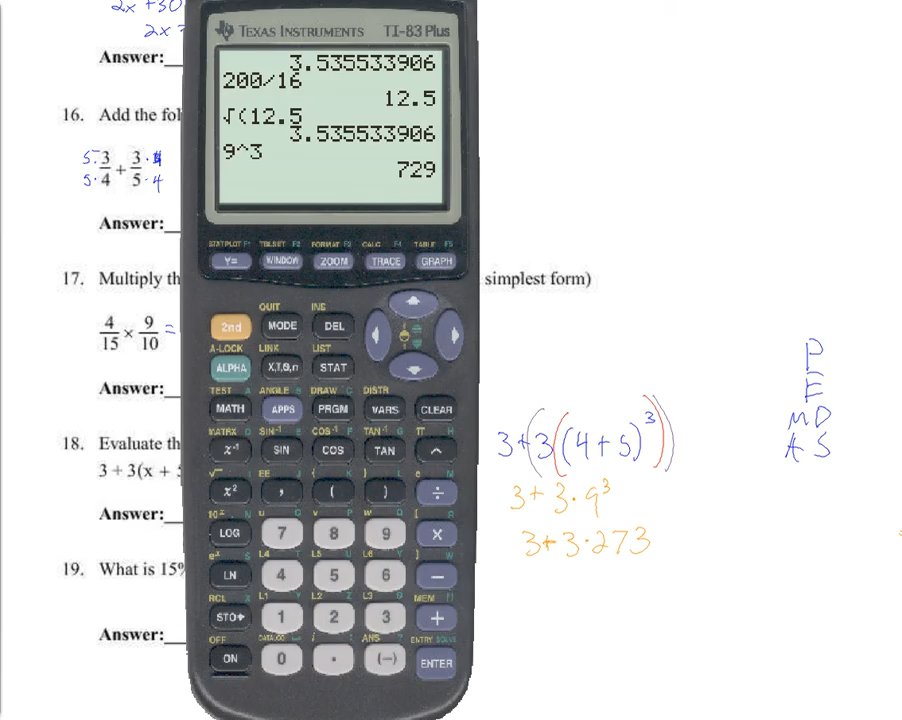 2x +30
2x =
Answer:
16. Add the fol
5·3/4 + 3·4/5
5·4 5·4
Answer:
17. Multiply th simplest form)
4/15 × 9/10 =
Answer:
18. Evaluate th
3 + 3(x + 5
Answer:
19. What is 15%
Answer:
TEXAS INSTRUMENTS TI-83 Plus
3.535533906
200/16
12.5
√(12.5
3.535533906
9^3
729
STAT PLOT F1 TBLSET F2 FORMAT F3 CALC F4 TABLE F5
Y= WINDOW ZOOM TRACE GRAPH
QUIT INS
2nd MODE DEL
A-LOCK LINK LIST
ALPHA X,T,Θ,n STAT
TEST A ANGLE B DRAW C DISTR
MATH APPS PRGM VARS CLEAR
MATRX D SIN⁻¹ E COS⁻¹ F TAN⁻¹ G π H
x⁻¹ SIN COS TAN ^
√ I EE J { K } L e M
x² , ( ) ÷
10ˣ N u O v P w Q [ R
LOG 7 8 9 ×
eˣ S L4 T L5 U L6 V ] W
LN 4 5 6 −
RCL X L1 Y L2 Z L3 θ MEM "
STO➔ 1 2 3 +
OFF CATALOG i : ANS ? ENTRY SOLVE
ON 0 . (−) ENTER
3+(3((4+5)³))
3+ 3·9³
3+3·273
P
E
MD
AS